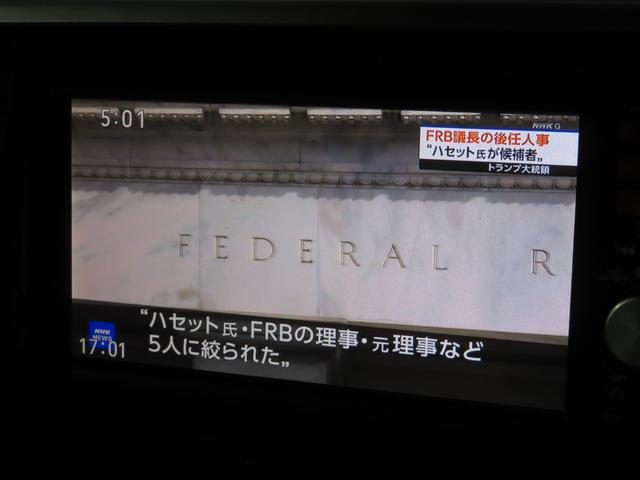 5:01
NHK G
FRB議長の後任人事
“ハセット氏が候補者„
トランプ大統領
FEDERAL R
“ハセット氏・FRBの理事・元理事など
5人に絞られた„
NHK
NEWS
17:01